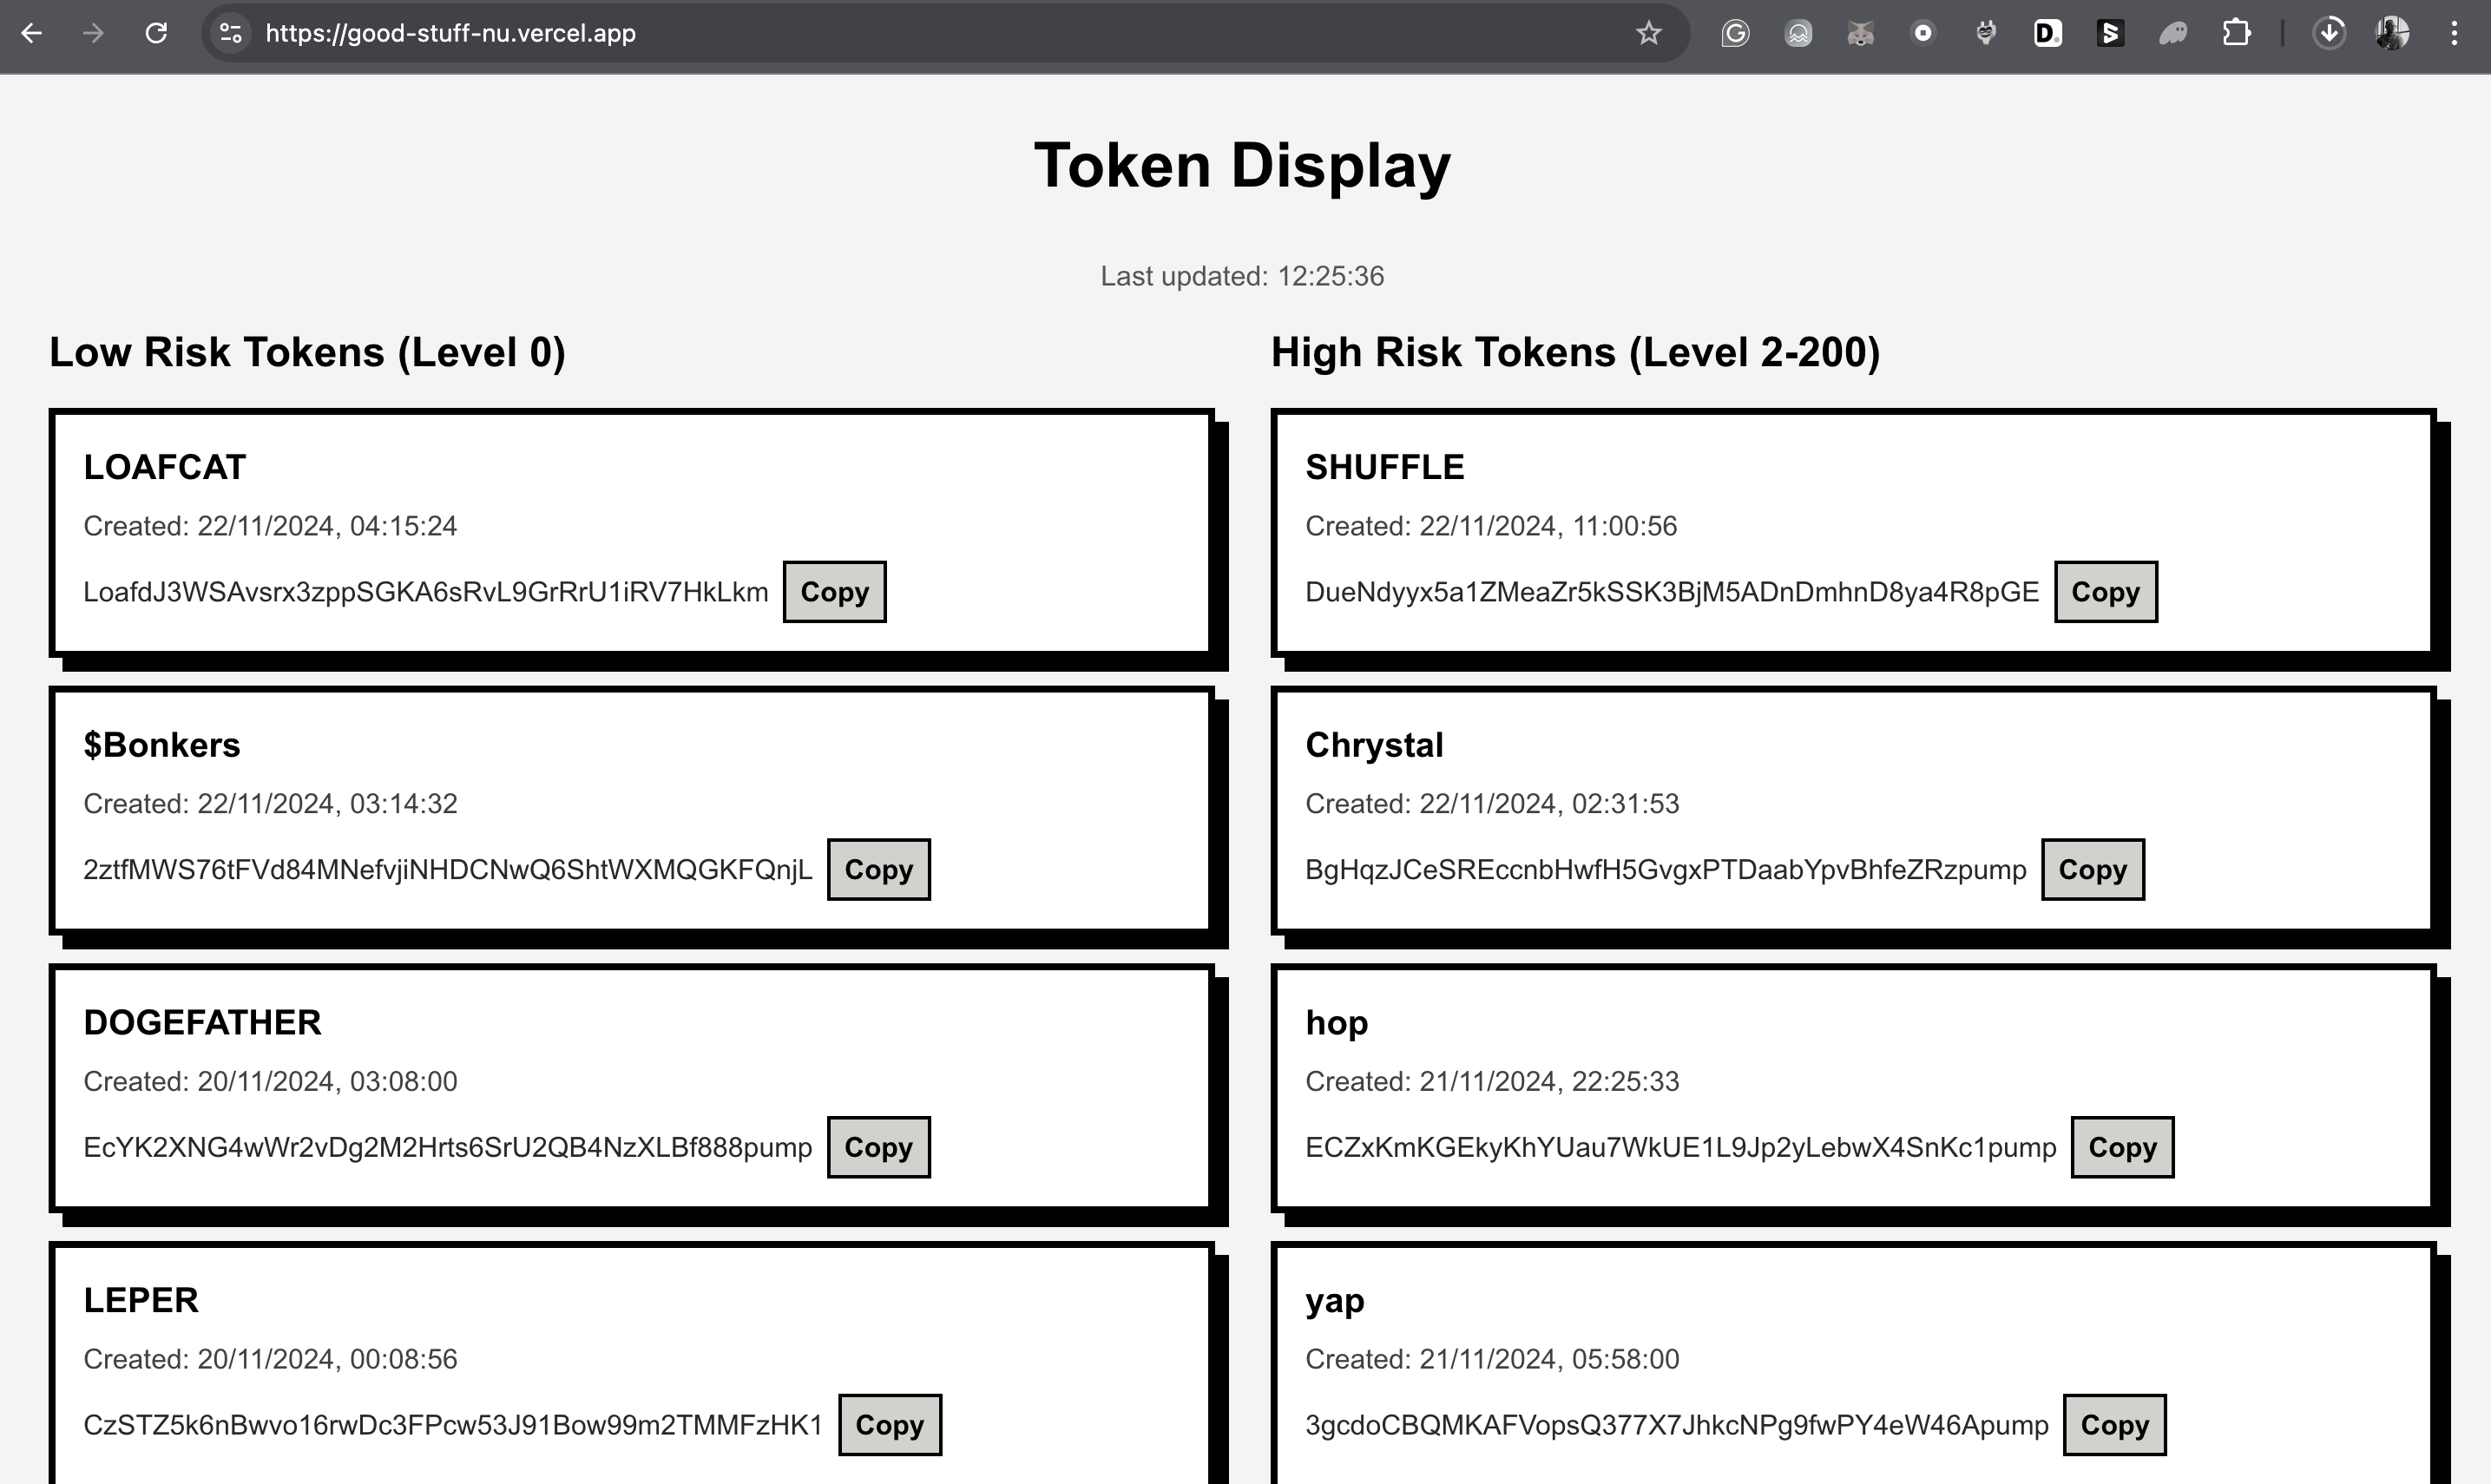 https://good-stuff-nu.vercel.app
Token Display
Last updated: 12:25:36
Low Risk Tokens (Level 0)
LOAFCAT
Created: 22/11/2024, 04:15:24
LoafdJ3WSAvsrx3zppSGKA6sRvL9GrRrU1iRV7HkLkm
Copy
$Bonkers
Created: 22/11/2024, 03:14:32
2ztfMWS76tFVd84MNefvjiNHDCNwQ6ShtWXMQGKFQnjL
Copy
DOGEFATHER
Created: 20/11/2024, 03:08:00
EcYK2XNG4wWr2vDg2M2Hrts6SrU2QB4NzXLBf888pump
Copy
LEPER
Created: 20/11/2024, 00:08:56
CzSTZ5k6nBwvo16rwDc3FPcw53J91Bow99m2TMMFzHK1
Copy
High Risk Tokens (Level 2-200)
SHUFFLE
Created: 22/11/2024, 11:00:56
DueNdyyx5a1ZMeaZr5kSSK3BjM5ADnDmhnD8ya4R8pGE
Copy
Chrystal
Created: 22/11/2024, 02:31:53
BgHqzJCeSREccnbHwfH5GvgxPTDaabYpvBhfeZRzpump
Copy
hop
Created: 21/11/2024, 22:25:33
ECZxKmKGEkyKhYUau7WkUE1L9Jp2yLebwX4SnKc1pump
Copy
yap
Created: 21/11/2024, 05:58:00
3gcdoCBQMKAFVopsQ377X7JhkcNPg9fwPY4eW46Apump
Copy